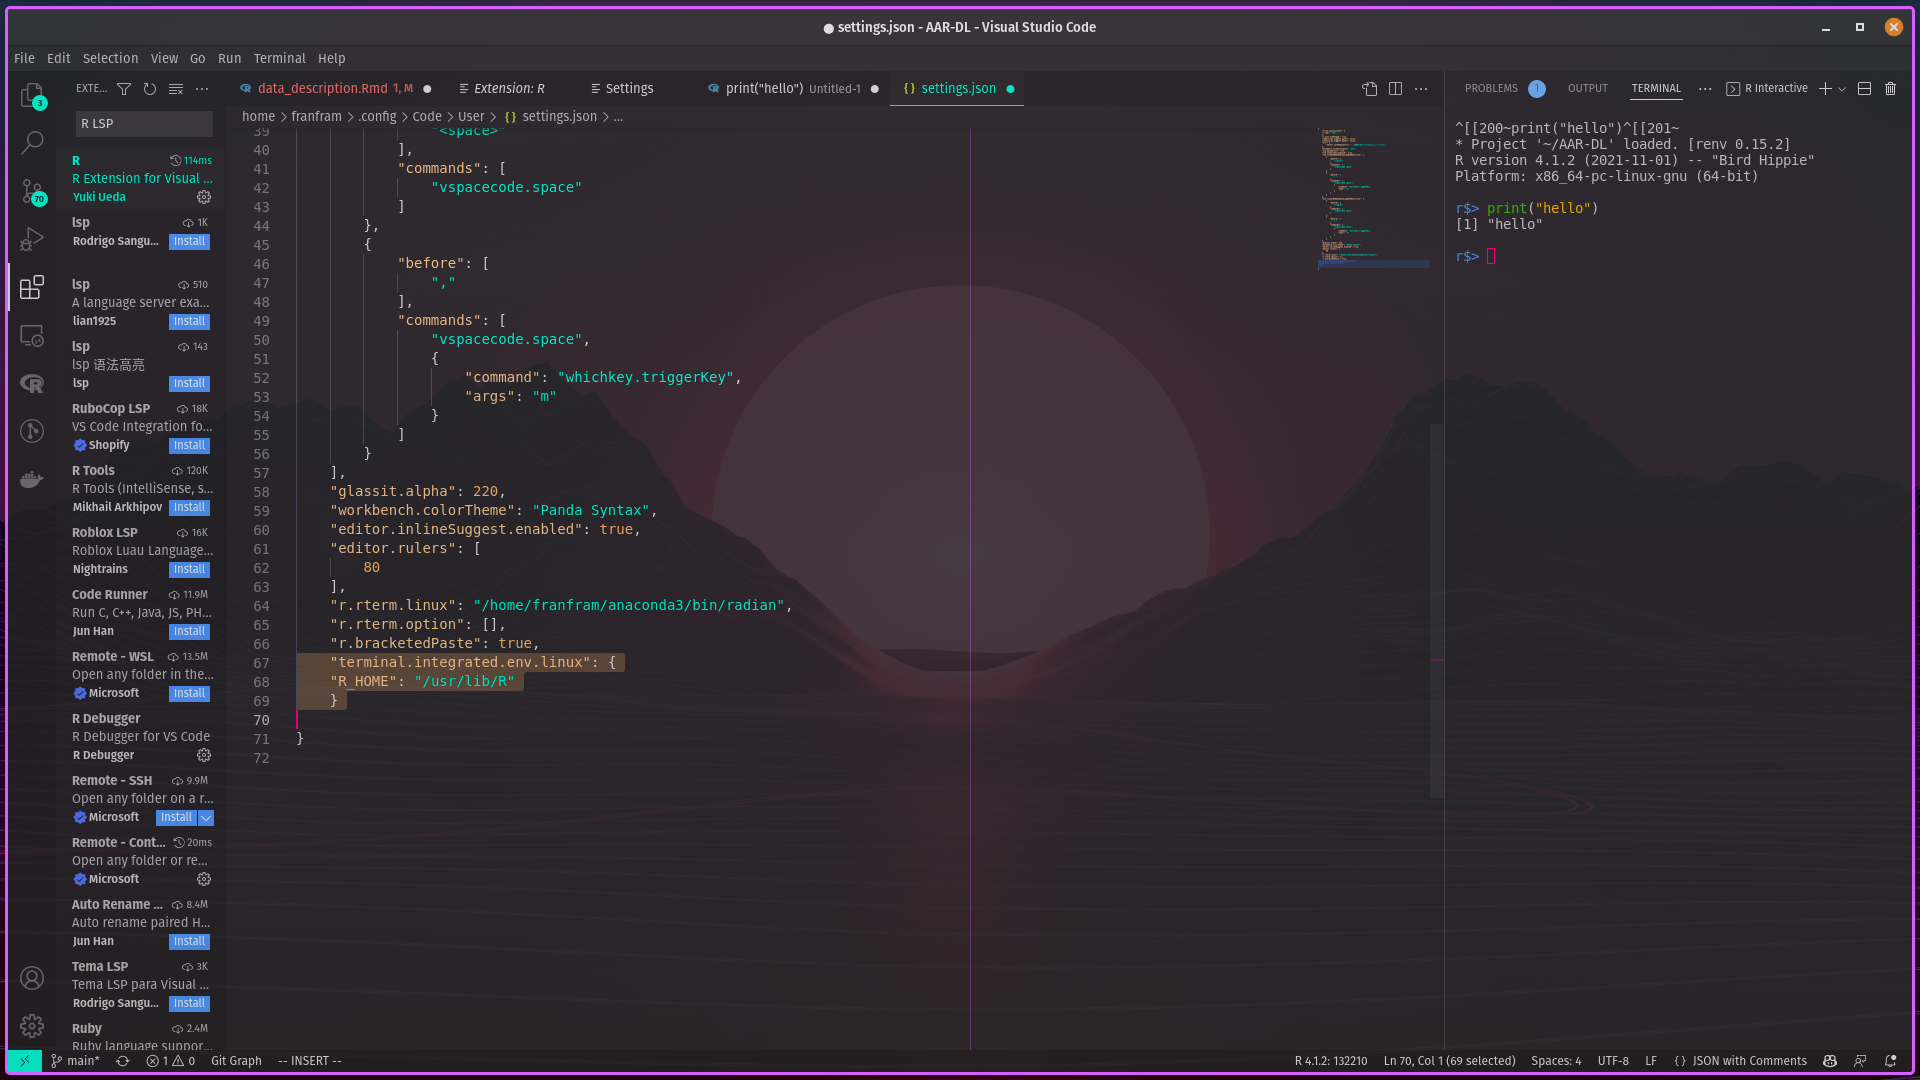 ● settings.json - AAR-DL - Visual Studio Code
File Edit Selection View Go Run Terminal Help
EXTE...
R LSP
R 114ms
R Extension for Visual ...
Yuki Ueda
lsp 1K
Rodrigo Sangu... Install
lsp 510
A language server exa...
lian1925 Install
lsp 143
lsp 语法高亮
lsp Install
RuboCop LSP 18K
VS Code Integration fo...
Shopify Install
R Tools 120K
R Tools (IntelliSense, s...
Mikhail Arkhipov Install
Roblox LSP 16K
Roblox Luau Language...
Nightrains Install
Code Runner 11.9M
Run C, C++, Java, JS, PH...
Jun Han Install
Remote - WSL 13.5M
Open any folder in the...
Microsoft Install
R Debugger
R Debugger for VS Code
R Debugger
Remote - SSH 9.9M
Open any folder on a r...
Microsoft Install
Remote - Cont... 20ms
Open any folder or re...
Microsoft
Auto Rename ... 8.4M
Auto rename paired H...
Jun Han Install
Tema LSP 3K
Tema LSP para Visual ...
Rodrigo Sangu... Install
Ruby 2.4M
Ruby language suppor...
3
70
data_description.Rmd 1, M ● Extension: R Settings print("hello") Untitled-1 ● {} settings.json ●
home > franfram > .config > Code > User > {} settings.json > ...
39 "<space>"
40 ],
41 "commands": [
42 "vspacecode.space"
43 ]
44 },
45 {
46 "before": [
47 ","
48 ],
49 "commands": [
50 "vspacecode.space",
51 {
52 "command": "whichkey.triggerKey",
53 "args": "m"
54 }
55 ]
56 }
57 ],
58 "glassit.alpha": 220,
59 "workbench.colorTheme": "Panda Syntax",
60 "editor.inlineSuggest.enabled": true,
61 "editor.rulers": [
62 80
63 ],
64 "r.rterm.linux": "/home/franfram/anaconda3/bin/radian",
65 "r.rterm.option": [],
66 "r.bracketedPaste": true,
67 "terminal.integrated.env.linux": {
68 "R_HOME": "/usr/lib/R"
69 }
70
71 }
72
PROBLEMS 1 OUTPUT TERMINAL ... R Interactive
^[[200~print("hello")^[[201~
* Project '~/AAR-DL' loaded. [renv 0.15.2]
R version 4.1.2 (2021-11-01) -- "Bird Hippie"
Platform: x86_64-pc-linux-gnu (64-bit)
r$> print("hello")
[1] "hello"
r$>
main* 1 0 Git Graph -- INSERT -- R 4.1.2: 132210 Ln 70, Col 1 (69 selected) Spaces: 4 UTF-8 LF {} JSON with Comments